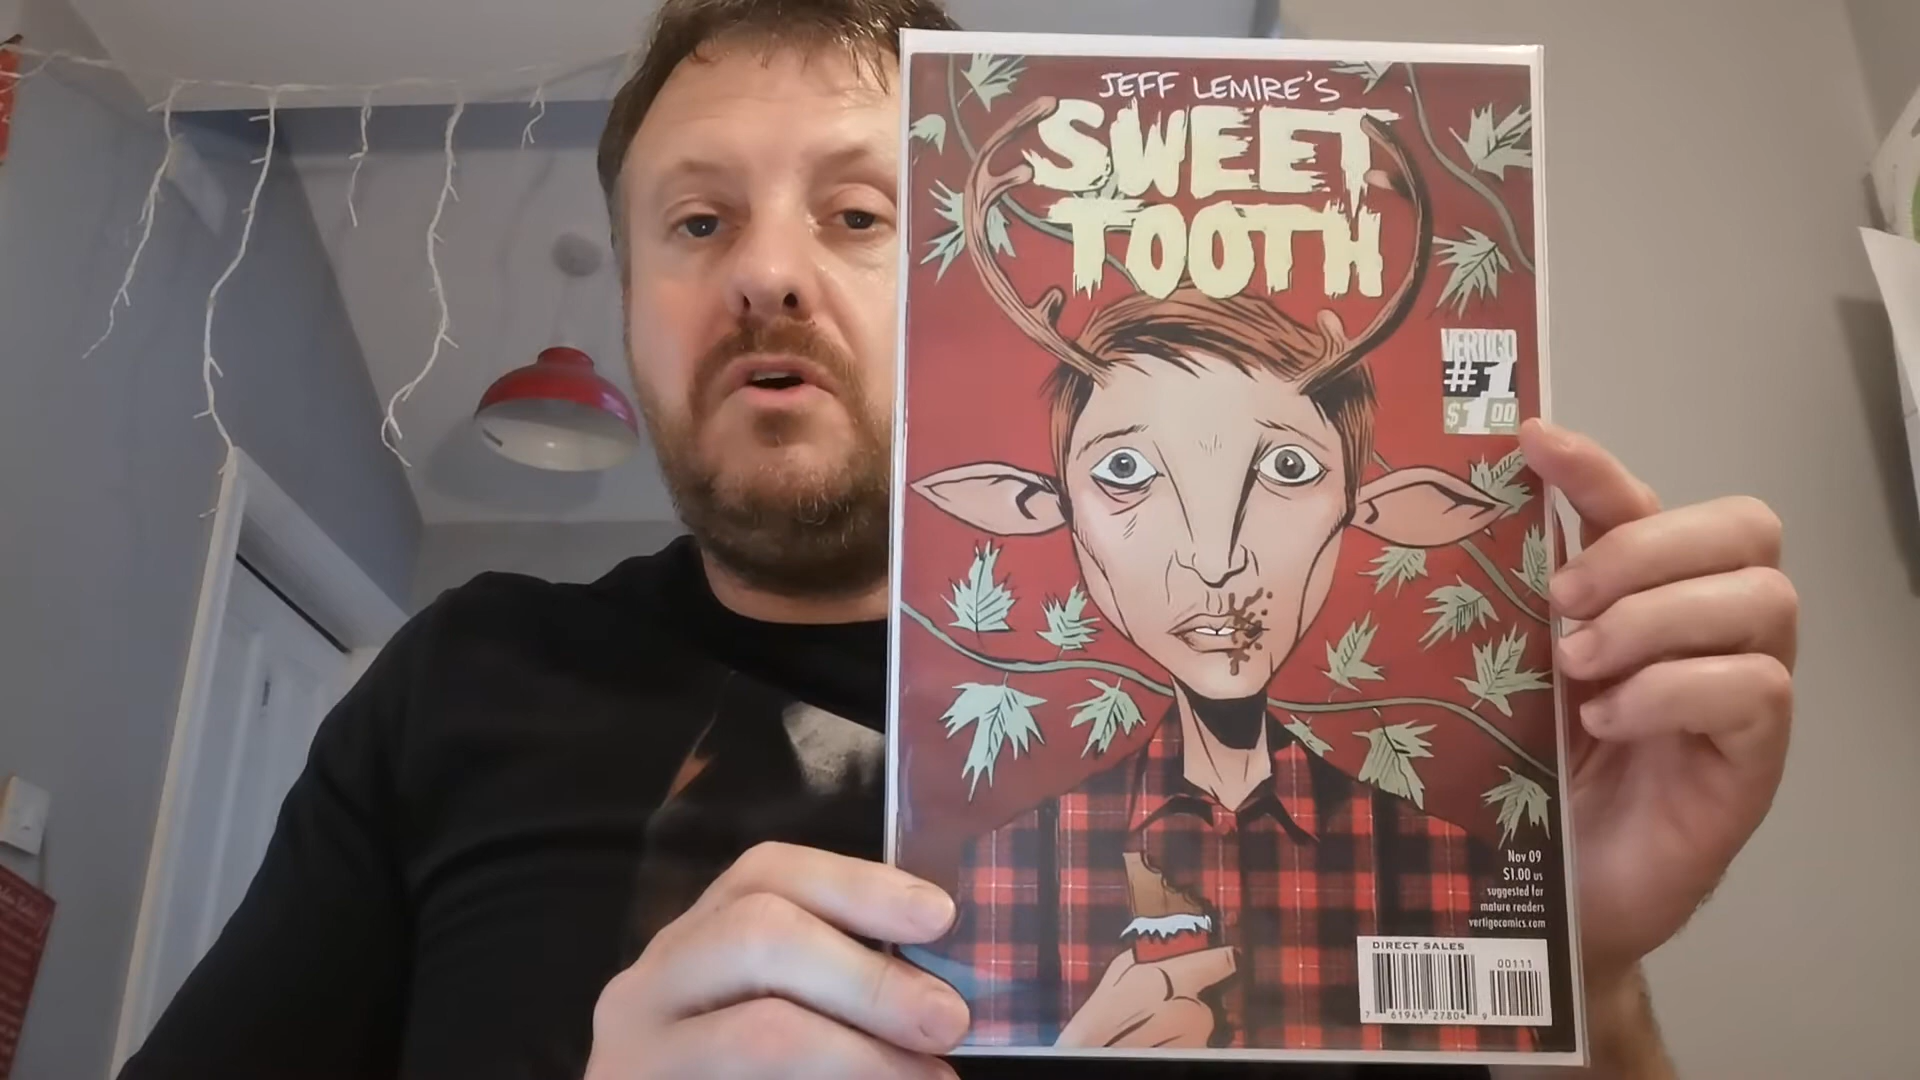 JEFF LEMIRE'S
SWEET
TOOTH
VERTIGO
#1
$1.00
Nov 09
$1.00 us
suggested for
mature readers
vertigocomics.com
DIRECT SALES
00111
7 61941 27804 9